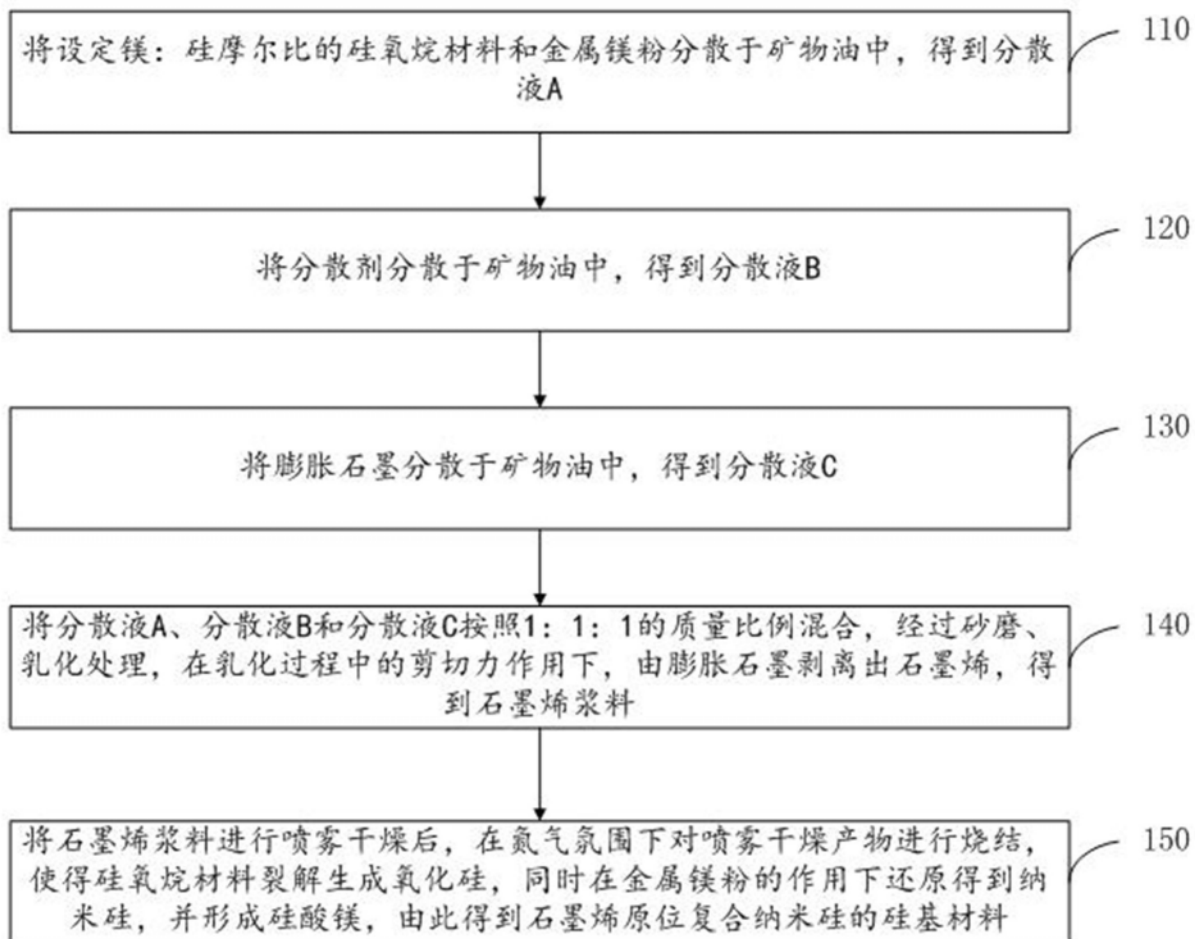 将设定镁：硅摩尔比的硅氧烷材料和金属镁粉分散于矿物油中，得到分散
液A
110
将分散剂分散于矿物油中，得到分散液B
120
将膨胀石墨分散于矿物油中，得到分散液C
130
将分散液A、分散液B和分散液C按照1：1：1的质量比例混合，经过砂磨、
乳化处理，在乳化过程中的剪切力作用下，由膨胀石墨剥离出石墨烯，得
到石墨烯浆料
140
将石墨烯浆料进行喷雾干燥后，在氮气氛围下对喷雾干燥产物进行烧结，
使得硅氧烷材料裂解生成氧化硅，同时在金属镁粉的作用下还原得到纳
米硅，并形成硅酸镁，由此得到石墨烯原位复合纳米硅的硅基材料
150